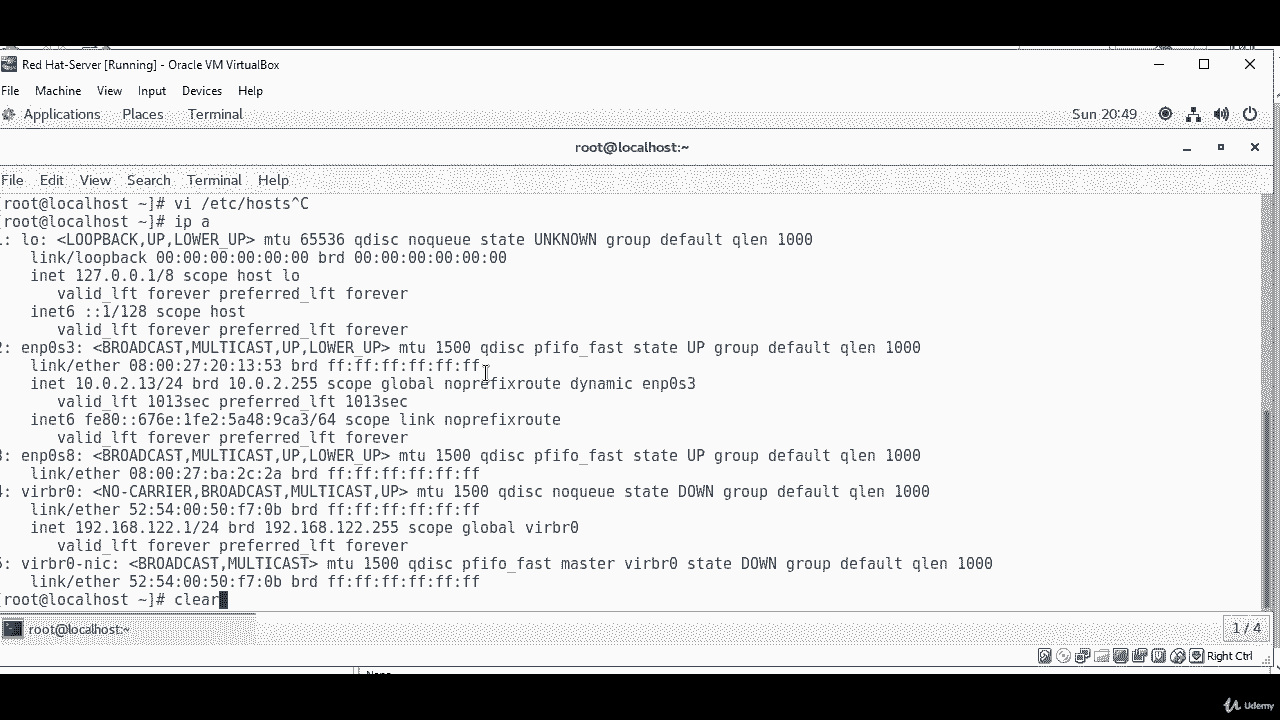 Red Hat-Server [Running] - Oracle VM VirtualBox
File Machine View Input Devices Help
Applications Places Terminal Sun 20:49
root@localhost:~
File Edit View Search Terminal Help
[root@localhost ~]# vi /etc/hosts^C
[root@localhost ~]# ip a
1: lo: <LOOPBACK,UP,LOWER_UP> mtu 65536 qdisc noqueue state UNKNOWN group default qlen 1000
link/loopback 00:00:00:00:00:00 brd 00:00:00:00:00:00
inet 127.0.0.1/8 scope host lo
valid_lft forever preferred_lft forever
inet6 ::1/128 scope host
valid_lft forever preferred_lft forever
2: enp0s3: <BROADCAST,MULTICAST,UP,LOWER_UP> mtu 1500 qdisc pfifo_fast state UP group default qlen 1000
link/ether 08:00:27:20:13:53 brd ff:ff:ff:ff:ff:ff
inet 10.0.2.13/24 brd 10.0.2.255 scope global noprefixroute dynamic enp0s3
valid_lft 1013sec preferred_lft 1013sec
inet6 fe80::676e:1fe2:5a48:9ca3/64 scope link noprefixroute
valid_lft forever preferred_lft forever
3: enp0s8: <BROADCAST,MULTICAST,UP,LOWER_UP> mtu 1500 qdisc pfifo_fast state UP group default qlen 1000
link/ether 08:00:27:ba:2c:2a brd ff:ff:ff:ff:ff:ff
4: virbr0: <NO-CARRIER,BROADCAST,MULTICAST,UP> mtu 1500 qdisc noqueue state DOWN group default qlen 1000
link/ether 52:54:00:50:f7:0b brd ff:ff:ff:ff:ff:ff
inet 192.168.122.1/24 brd 192.168.122.255 scope global virbr0
valid_lft forever preferred_lft forever
5: virbr0-nic: <BROADCAST,MULTICAST> mtu 1500 qdisc pfifo_fast master virbr0 state DOWN group default qlen 1000
link/ether 52:54:00:50:f7:0b brd ff:ff:ff:ff:ff:ff
[root@localhost ~]# clear
root@localhost:~ 1 / 4
Right Ctrl
Udemy